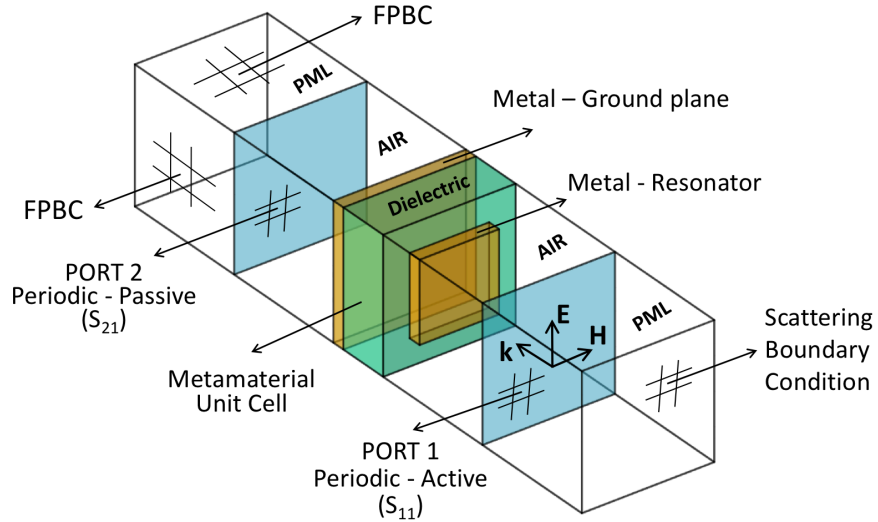 FPBC
PML
Metal – Ground plane
AIR
Dielectric
Metal - Resonator
FPBC
AIR
PORT 2
Periodic - Passive
(S21)
E
H
k
PML
Scattering
Boundary
Condition
Metamaterial
Unit Cell
PORT 1
Periodic - Active
(S11)